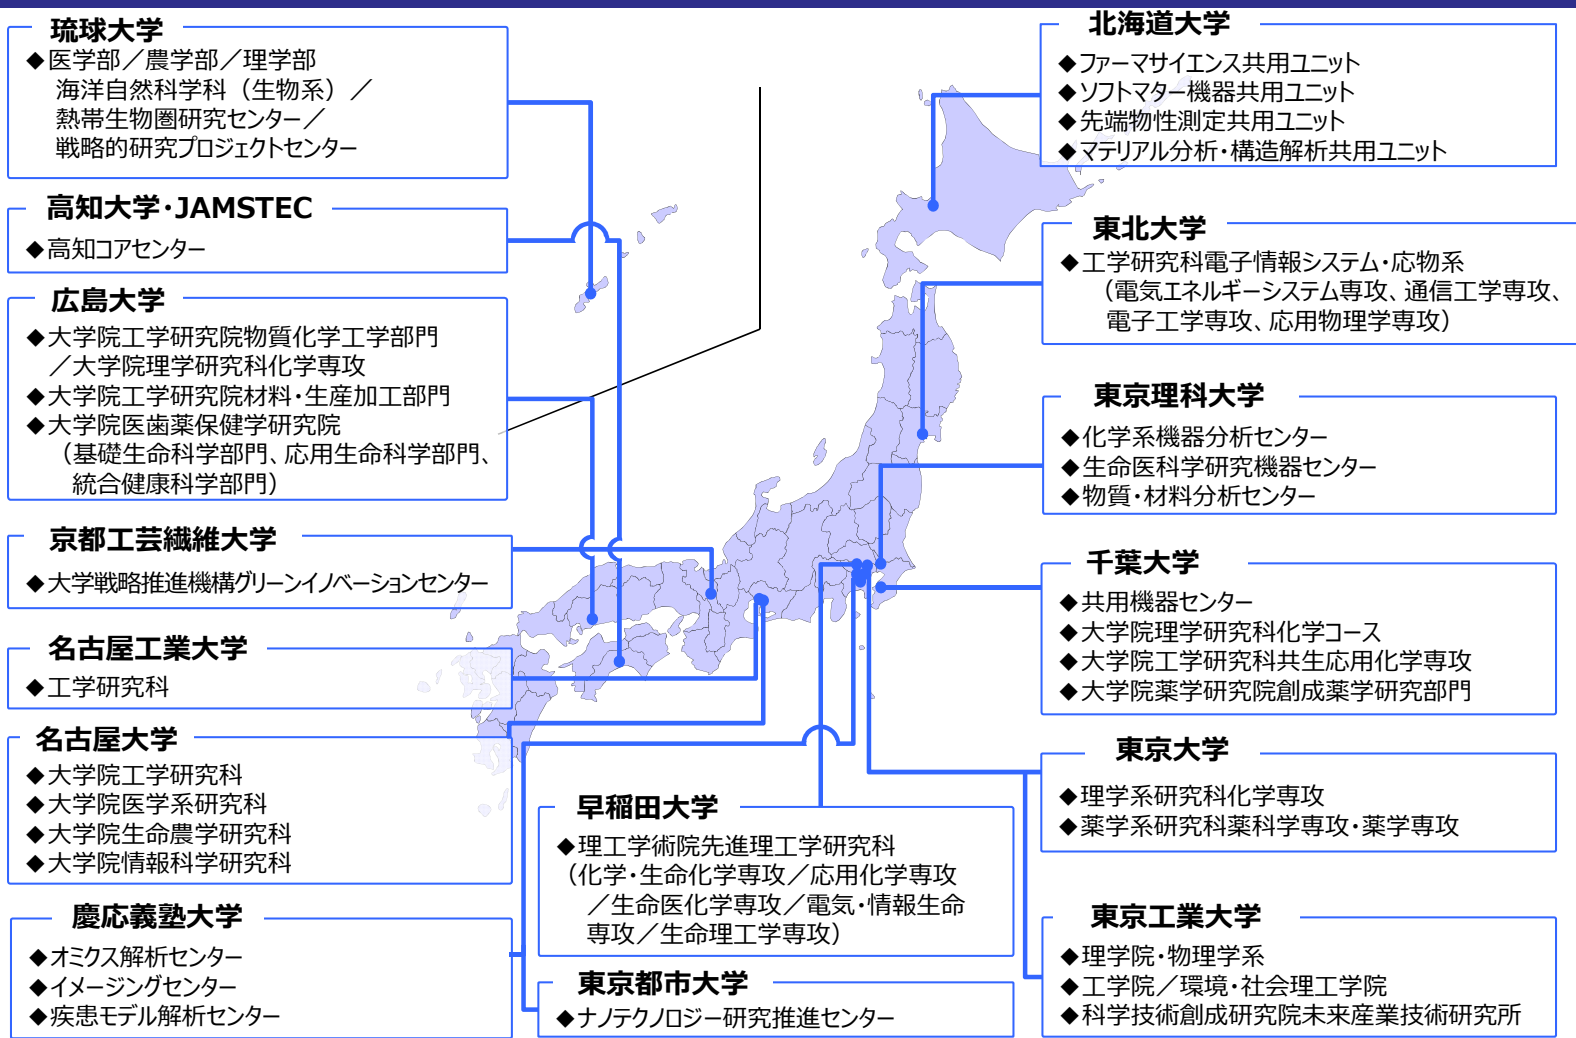 琉球大学
◆医学部／農学部／理学部
海洋自然科学科（生物系）／
熱帯生物圏研究センター／
戦略的研究プロジェクトセンター
高知大学・JAMSTEC
◆高知コアセンター
広島大学
◆大学院工学研究院物質化学工学部門
／大学院理学研究科化学専攻
◆大学院工学研究院材料・生産加工部門
◆大学院医歯薬保健学研究院
（基礎生命科学部門、応用生命科学部門、
統合健康科学部門）
京都工芸繊維大学
◆大学戦略推進機構グリーンイノベーションセンター
名古屋工業大学
◆工学研究科
名古屋大学
◆大学院工学研究科
◆大学院医学系研究科
◆大学院生命農学研究科
◆大学院情報科学研究科
慶応義塾大学
◆オミクス解析センター
◆イメージングセンター
◆疾患モデル解析センター
早稲田大学
◆理工学術院先進理工学研究科
（化学・生命化学専攻／応用化学専攻
／生命医化学専攻／電気・情報生命
専攻／生命理工学専攻）
東京都市大学
◆ナノテクノロジー研究推進センター
北海道大学
◆ファーマサイエンス共用ユニット
◆ソフトマター機器共用ユニット
◆先端物性測定共用ユニット
◆マテリアル分析・構造解析共用ユニット
東北大学
◆工学研究科電子情報システム・応物系
（電気エネルギーシステム専攻、通信工学専攻、
電子工学専攻、応用物理学専攻）
東京理科大学
◆化学系機器分析センター
◆生命医科学研究機器センター
◆物質・材料分析センター
千葉大学
◆共用機器センター
◆大学院理学研究科化学コース
◆大学院工学研究科共生応用化学専攻
◆大学院薬学研究院創成薬学研究部門
東京大学
◆理学系研究科化学専攻
◆薬学系研究科薬科学専攻・薬学専攻
東京工業大学
◆理学院・物理学系
◆工学院／環境・社会理工学院
◆科学技術創成研究院未来産業技術研究所